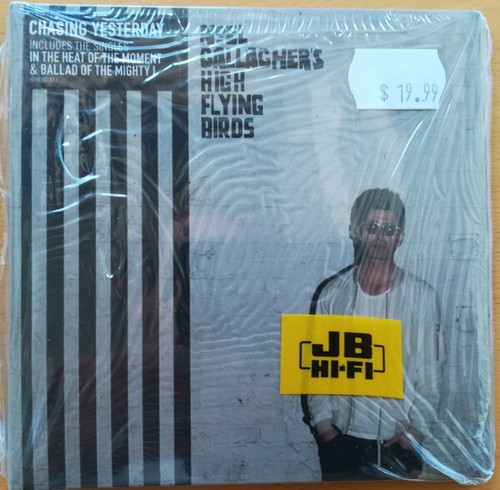 CHASING YESTERDAY
INCLUDES THE SINGLES
IN THE HEAT OF THE MOMENT
& BALLAD OF THE MIGHTY I
GALLAGHER'S
HIGH
FLYING
BIRDS
$ 19.99
JB
HI-FI